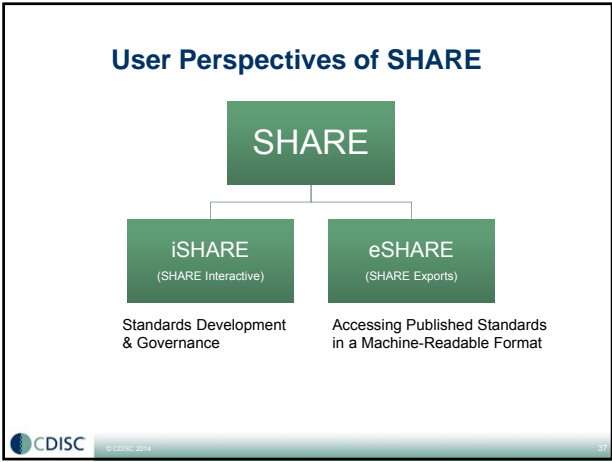 User Perspectives of SHARE
SHARE
iSHARE
(SHARE Interactive)
eSHARE
(SHARE Exports)
Standards Development
& Governance
Accessing Published Standards
in a Machine-Readable Format
CDISC
© CDISC 2014
37